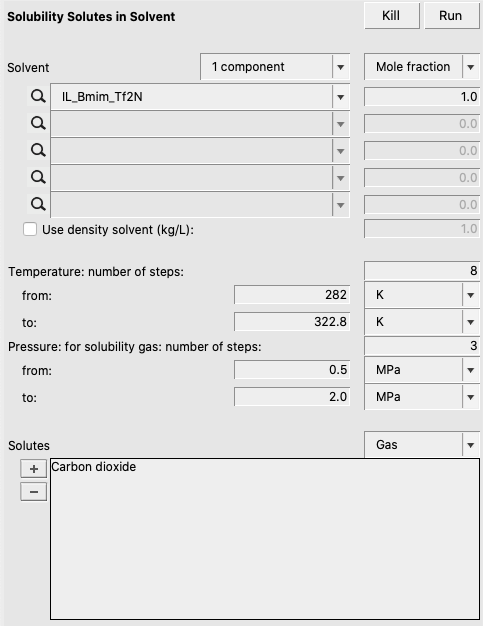 Solubility Solutes in Solvent Kill Run
Solvent 1 component Mole fraction
IL_Bmim_Tf2N 1.0
0.0
0.0
0.0
0.0
Use density solvent (kg/L): 1.0
Temperature: number of steps: 8
from: 282 K
to: 322.8 K
Pressure: for solubility gas: number of steps: 3
from: 0.5 MPa
to: 2.0 MPa
Solutes Gas
+ Carbon dioxide
−